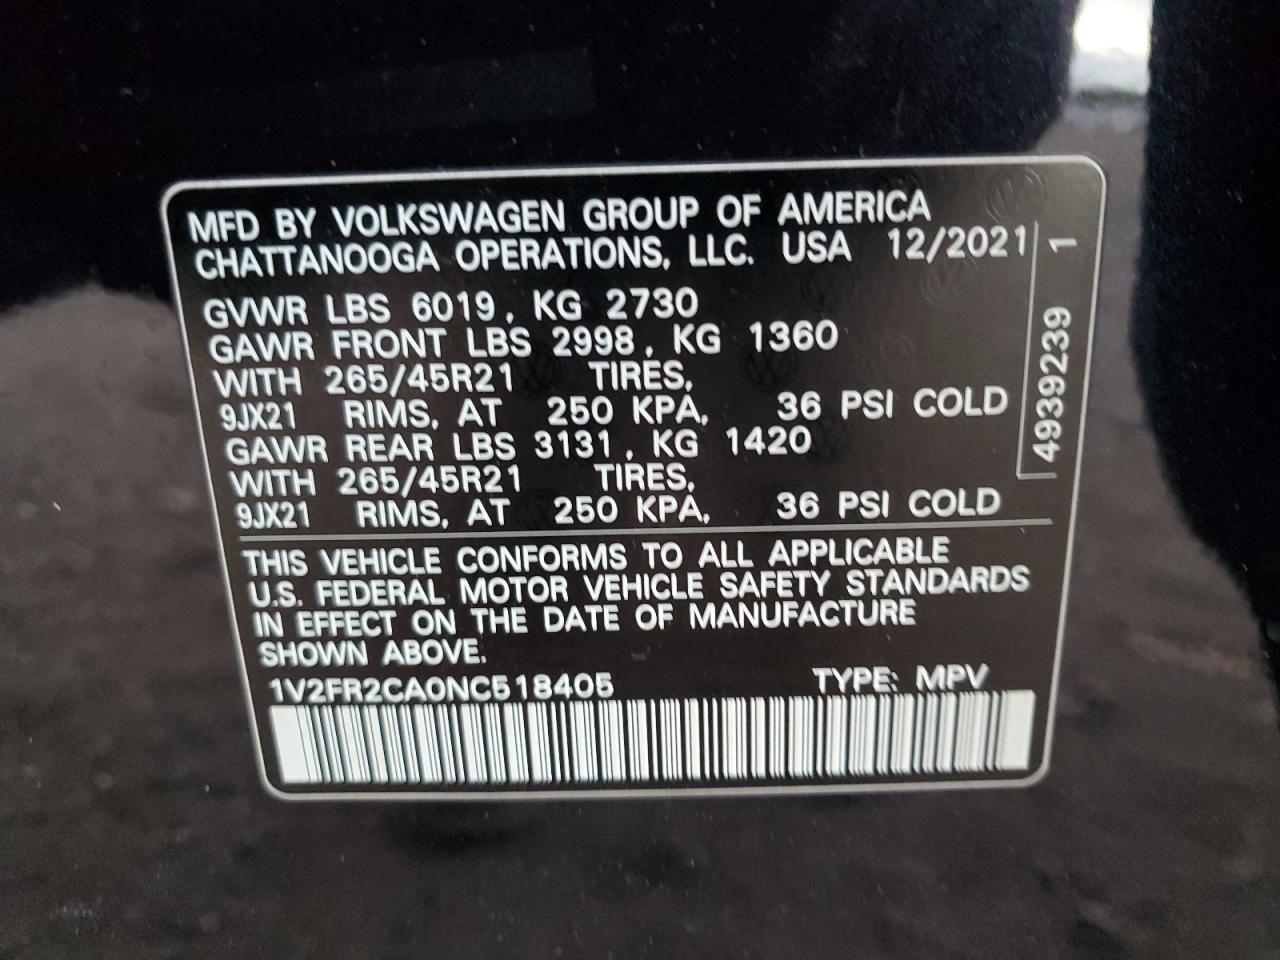 MFD BY VOLKSWAGEN GROUP OF AMERICA
CHATTANOOGA OPERATIONS, LLC. USA 12/2021
GVWR LBS 6019, KG 2730
GAWR FRONT LBS 2998, KG 1360
WITH 265/45R21 TIRES,
9JX21 RIMS, AT 250 KPA, 36 PSI COLD
GAWR REAR LBS 3131, KG 1420
WITH 265/45R21 TIRES,
9JX21 RIMS, AT 250 KPA, 36 PSI COLD
4939239 1
THIS VEHICLE CONFORMS TO ALL APPLICABLE
U.S. FEDERAL MOTOR VEHICLE SAFETY STANDARDS
IN EFFECT ON THE DATE OF MANUFACTURE
SHOWN ABOVE.
1V2FR2CA0NC518405 TYPE: MPV